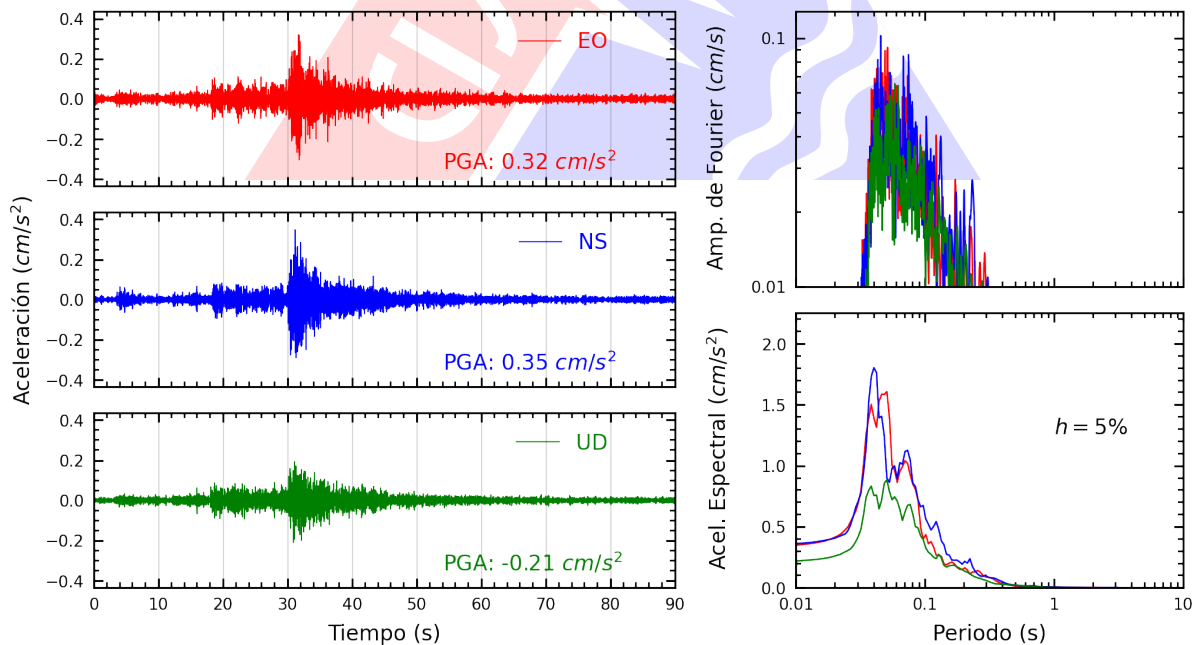 Aceleración (cm/s²)
0.4
0.2
0.0
−0.2
−0.4
EO
PGA: 0.32 cm/s²
0.4
0.2
0.0
−0.2
−0.4
NS
PGA: 0.35 cm/s²
0.4
0.2
0.0
−0.2
−0.4
UD
PGA: -0.21 cm/s²
0 10 20 30 40 50 60 70 80 90
Tiempo (s)
Amp. de Fourier (cm/s)
0.1
0.01
Acel. Espectral (cm/s²)
2.0
1.5
1.0
0.5
0.0
h = 5%
0.01 0.1 1 10
Periodo (s)